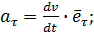 a_τ = dv/dt · ē_τ;